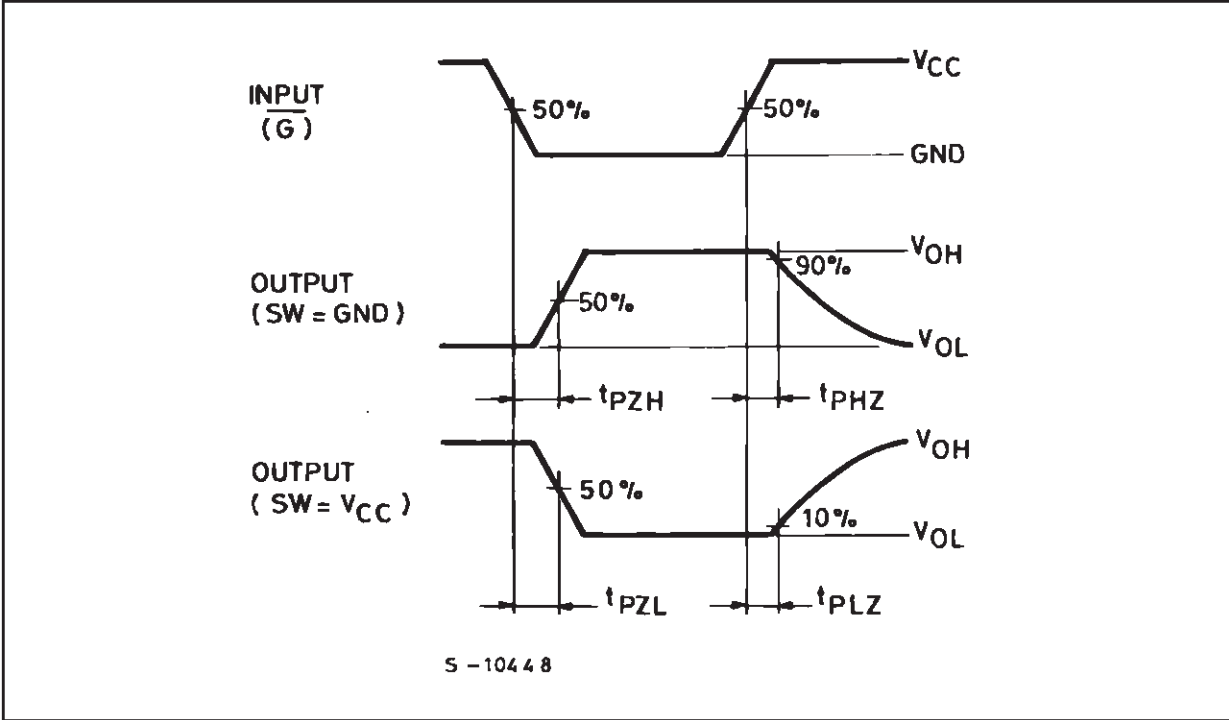 INPUT
(G̅)
50%
50%
VCC
GND
OUTPUT
(SW = GND)
50%
90%
VOH
VOL
tPZH
tPHZ
OUTPUT
(SW = VCC)
50%
10%
VOH
VOL
tPZL
tPLZ
S-10448